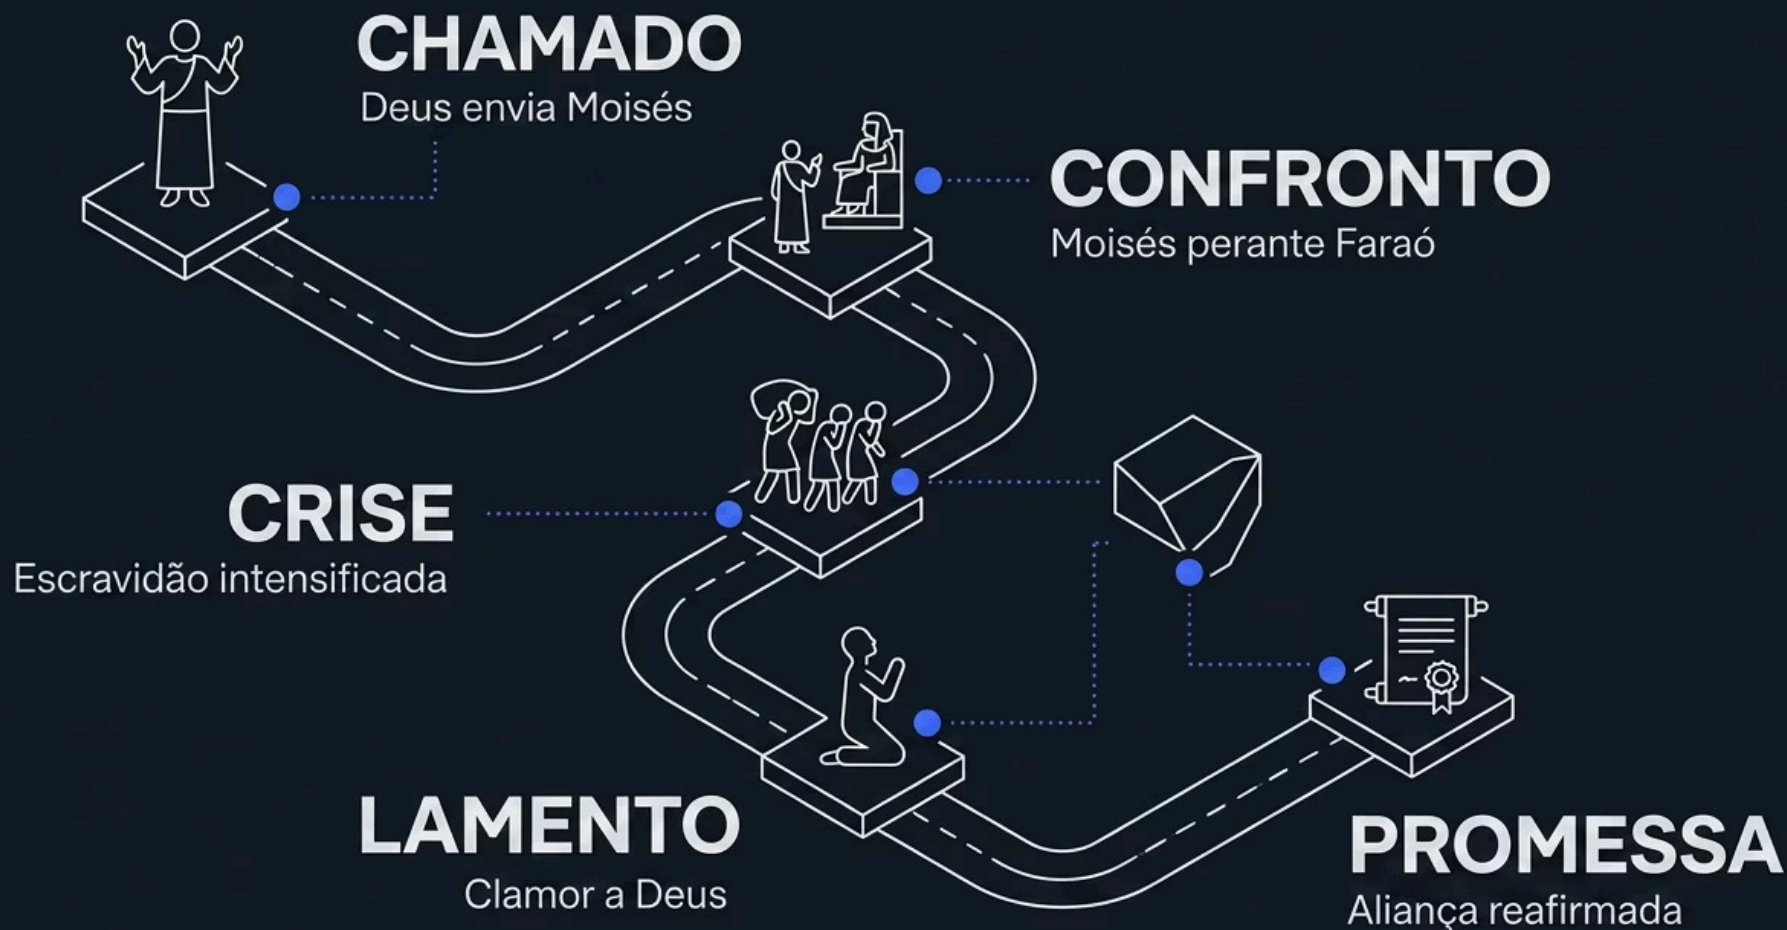 CHAMADO
Deus envia Moisés
CONFRONTO
Moisés perante Faraó
CRISE
Escravidão intensificada
LAMENTO
Clamor a Deus
PROMESSA
Aliança reafirmada